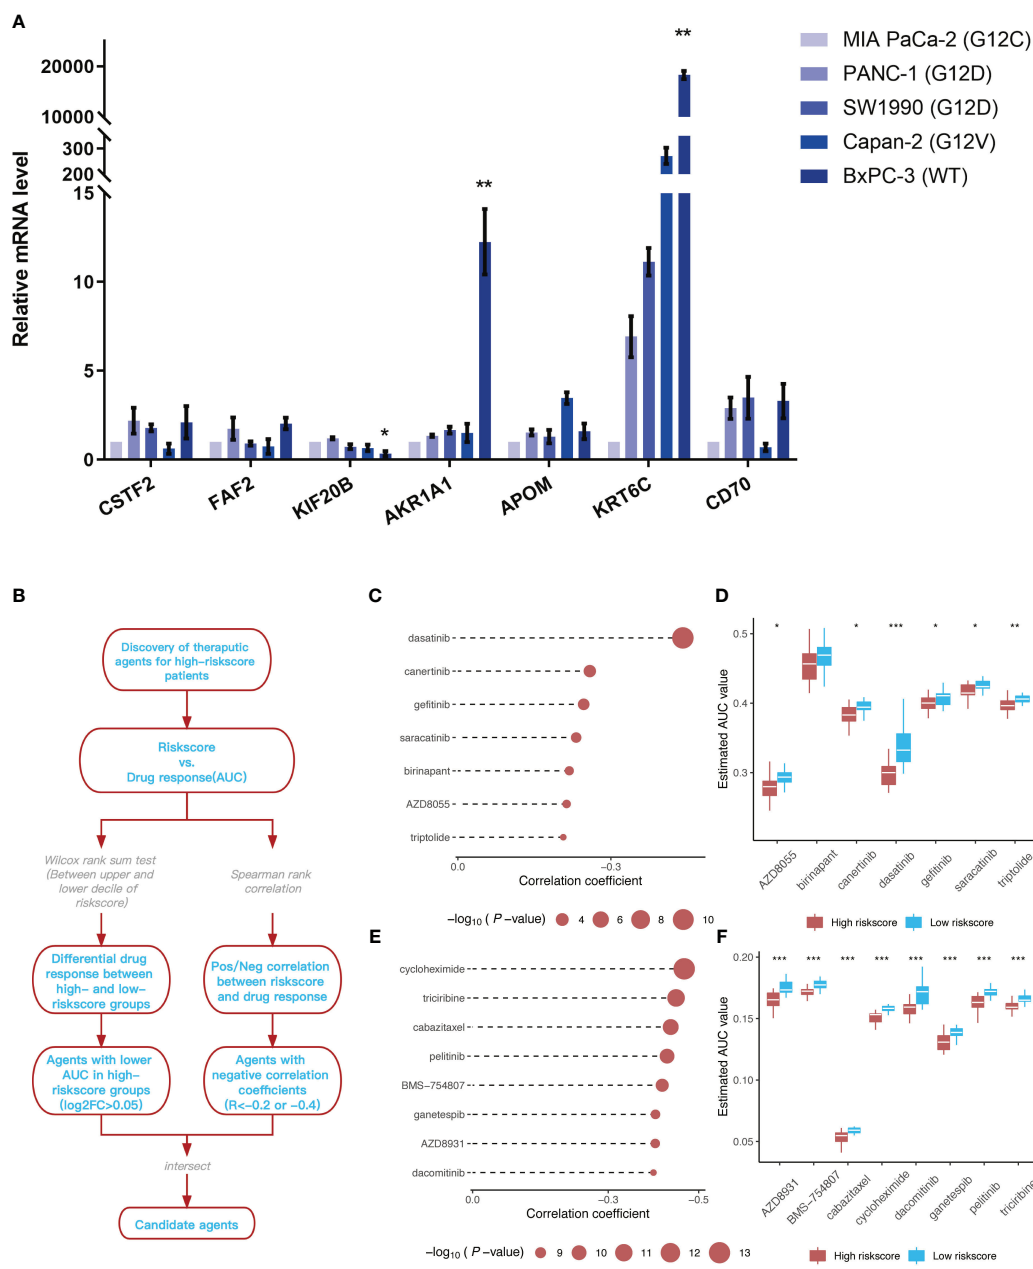 A
Relative mRNA level
20000
10000
300
200
15
10
5
0
CSTF2
FAF2
KIF20B
AKR1A1
APOM
KRT6C
CD70
*
**
**
MIA PaCa-2 (G12C)
PANC-1 (G12D)
SW1990 (G12D)
Capan-2 (G12V)
BxPC-3 (WT)
B
Discovery of theraputic
agents for high-riskscore
patients
Riskscore
vs.
Drug response(AUC)
Wilcox rank sum test
(Between upper and
lower decile of
riskscore)
Spearman rank
correlation
Differential drug
response between
high- and low-
riskscore groups
Pos/Neg correlation
between riskscore
and drug response
Agents with lower
AUC in high-
riskscore groups
(log2FC>0.05)
Agents with
negative correlation
coefficients
(R<-0.2 or -0.4)
intersect
Candidate agents
C
dasatinib
canertinib
gefitinib
saracatinib
birinapant
AZD8055
triptolide
0.0
−0.3
Correlation coefficient
−log10 ( P −value)
4
6
8
10
D
Estimated AUC value
0.5
0.4
0.3
*
*
***
*
*
**
AZD8055
birinapant
canertinib
dasatinib
gefitinib
saracatinib
triptolide
High riskscore
Low riskscore
E
cycloheximide
triciribine
cabazitaxel
pelitinib
BMS−754807
ganetespib
AZD8931
dacomitinib
0.0
−0.3
−0.5
Correlation coefficient
−log10 ( P −value)
9
10
11
12
13
F
Estimated AUC value
0.20
0.15
0.10
0.05
***
***
***
***
***
***
***
***
AZD8931
BMS−754807
cabazitaxel
cycloheximide
dacomitinib
ganetespib
pelitinib
triciribine
High riskscore
Low riskscore